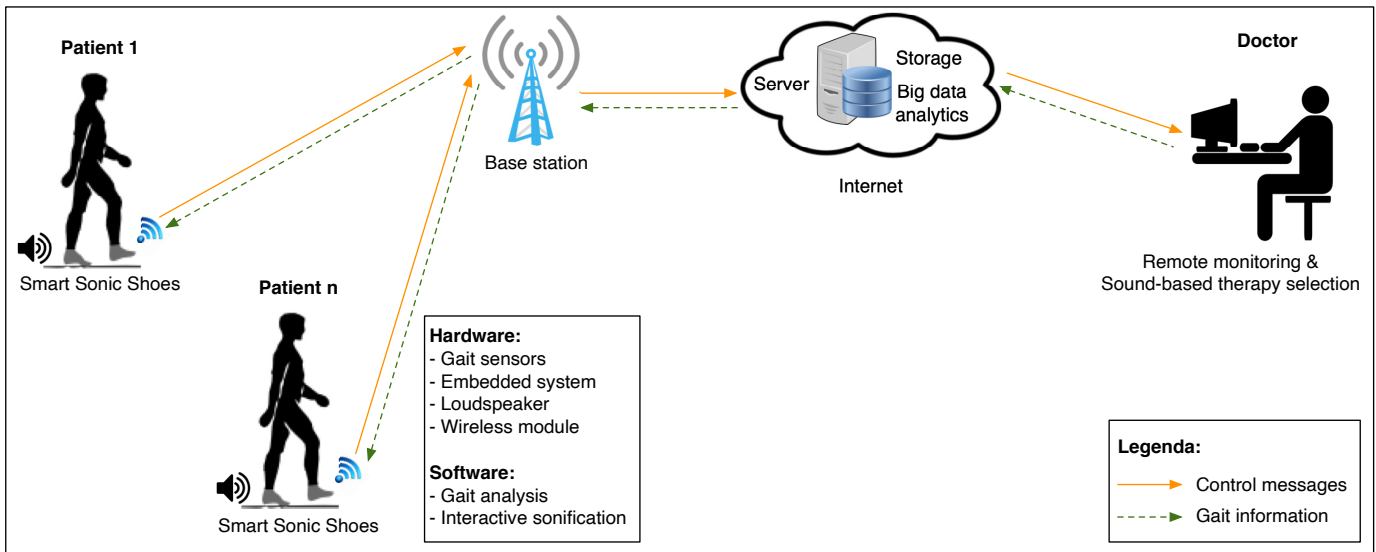 Patient 1
Smart Sonic Shoes
Patient n
Smart Sonic Shoes
Base station
Server
Storage
Big data
analytics
Internet
Doctor
Remote monitoring &
Sound-based therapy selection
Hardware:
- Gait sensors
- Embedded system
- Loudspeaker
- Wireless module
Software:
- Gait analysis
- Interactive sonification
Legenda:
Control messages
Gait information